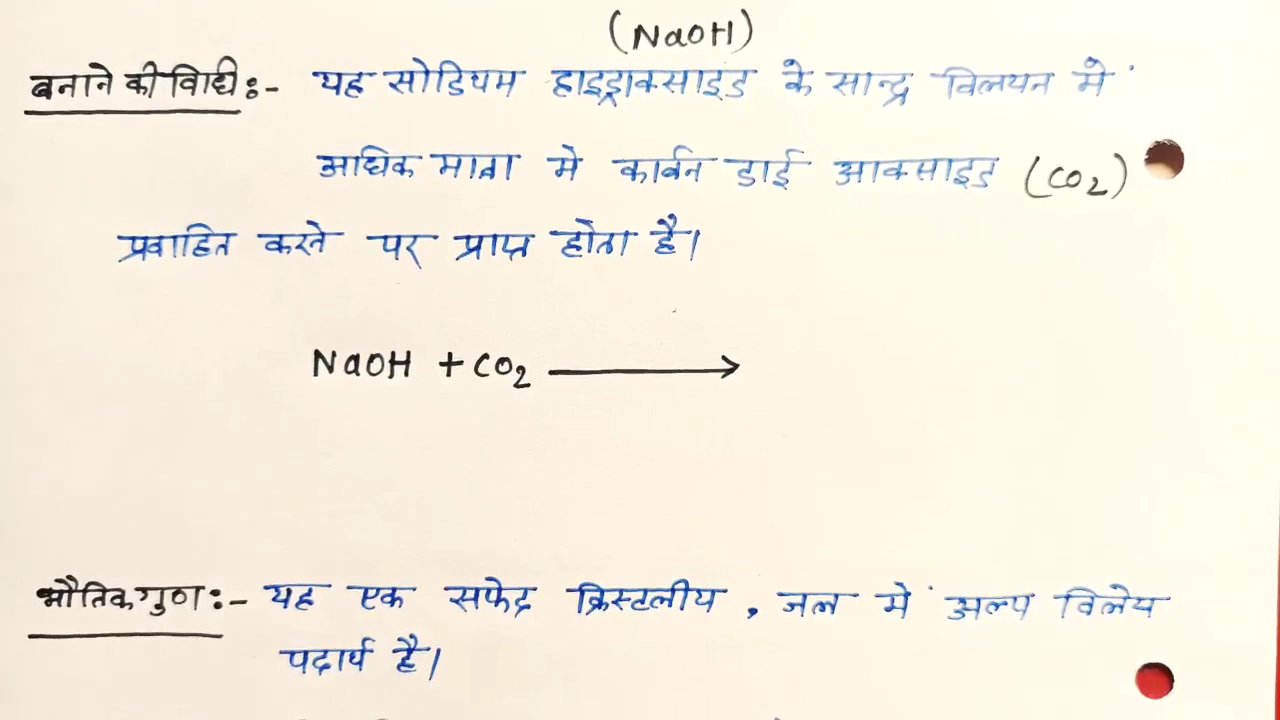 (NaOH)
बनाने की विधि:- यह सोडियम हाइड्राक्साइड के सान्द्र विलयन में
अधिक मात्रा मे कार्बन डाई आक्साइड (CO2)
प्रवाहित करने पर प्राप्त होता है।
NaOH + CO2 ⟶
भौतिक गुण:- यह एक सफेद क्रिस्टलीय, जल में अल्प विलेय
पदार्थ है।